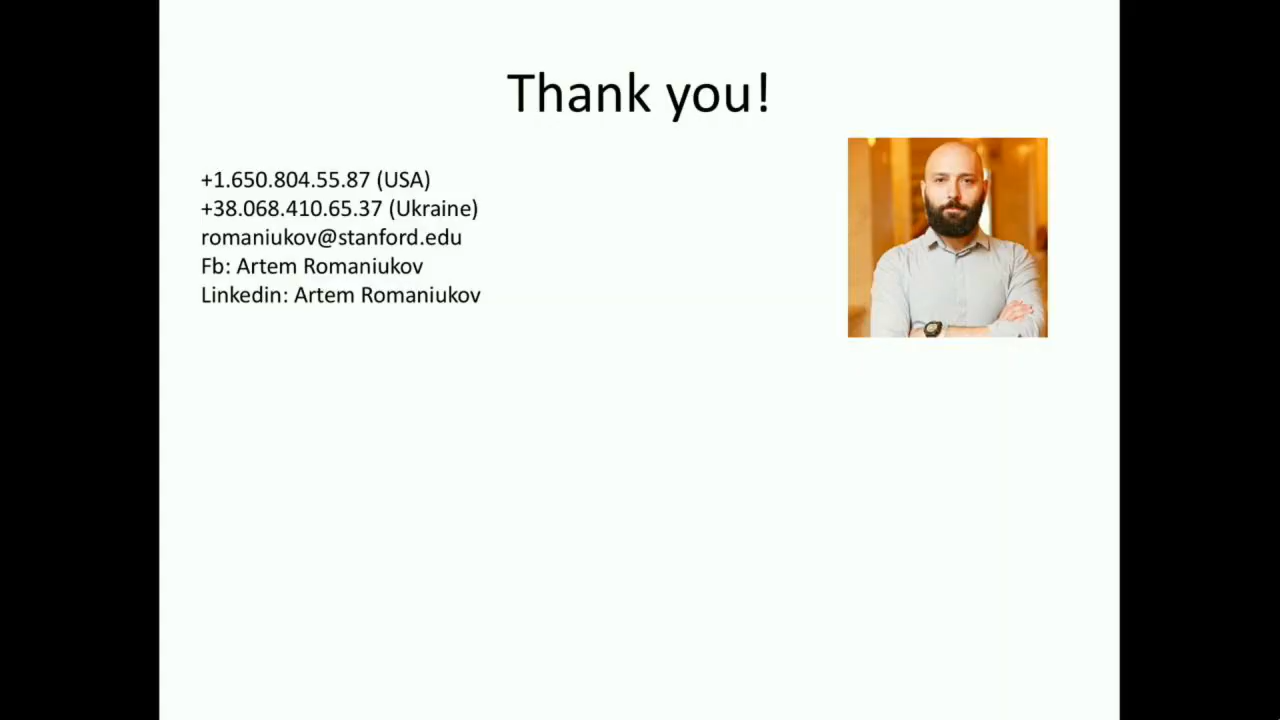 Thank you!
+1.650.804.55.87 (USA)
+38.068.410.65.37 (Ukraine)
romaniukov@stanford.edu
Fb: Artem Romaniukov
Linkedin: Artem Romaniukov